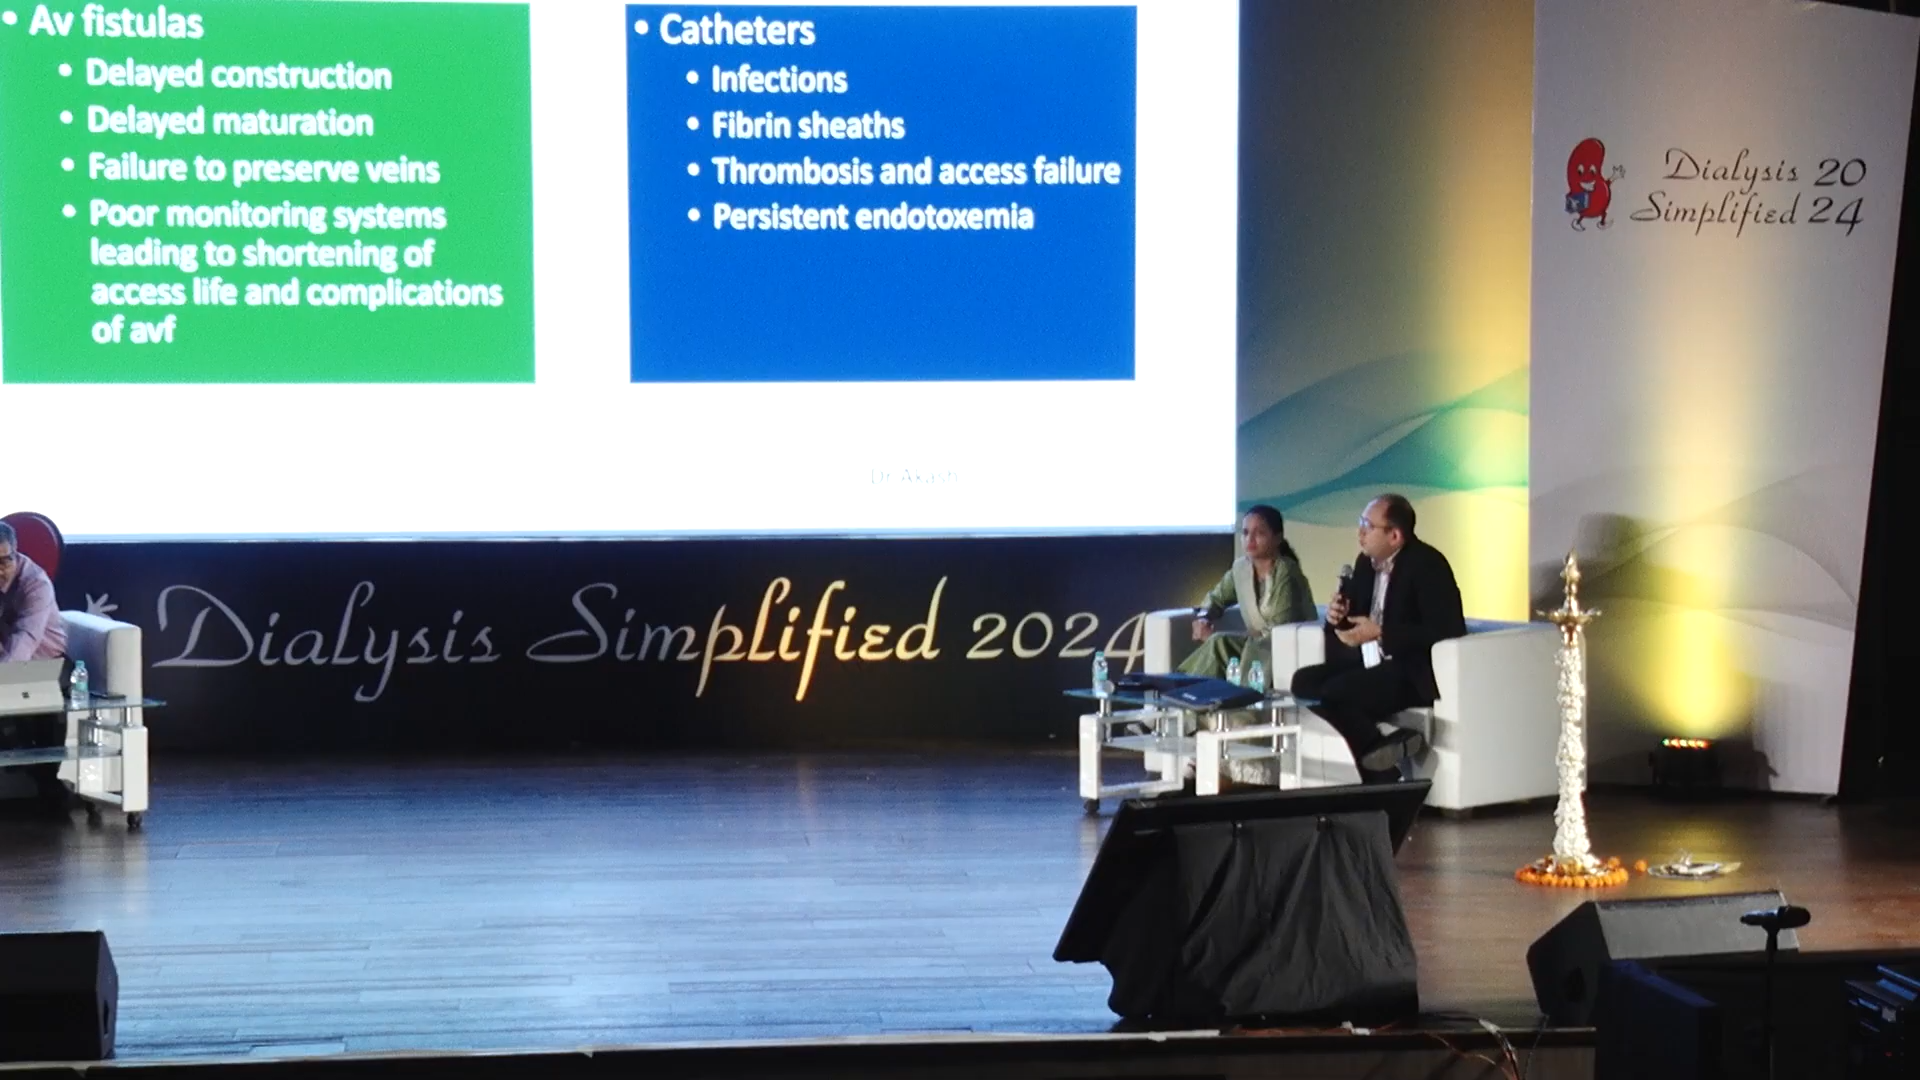 • Av fistulas
• Delayed construction
• Delayed maturation
• Failure to preserve veins
• Poor monitoring systems
leading to shortening of
access life and complications
of avf
• Catheters
• Infections
• Fibrin sheaths
• Thrombosis and access failure
• Persistent endotoxemia
Dr Akash
Dialysis 20
Simplified 24
Dialysis Simplified 2024